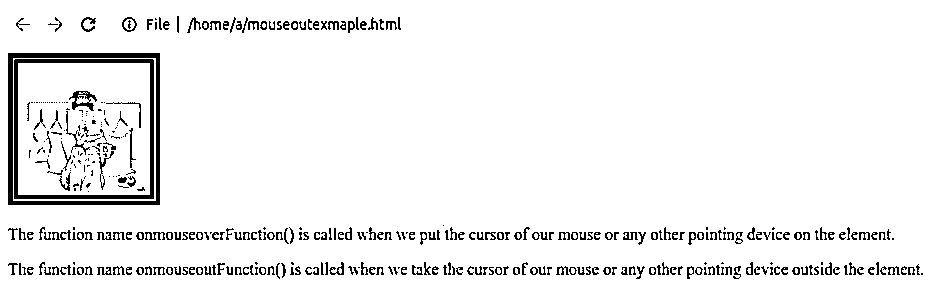 File | /home/a/mouseoutexmaple.html
The function name onmouseoverFunction() is called when we put the cursor of our mouse or any other pointing device on the element.
The function name onmouseoutFunction() is called when we take the cursor of our mouse or any other pointing device outside the element.